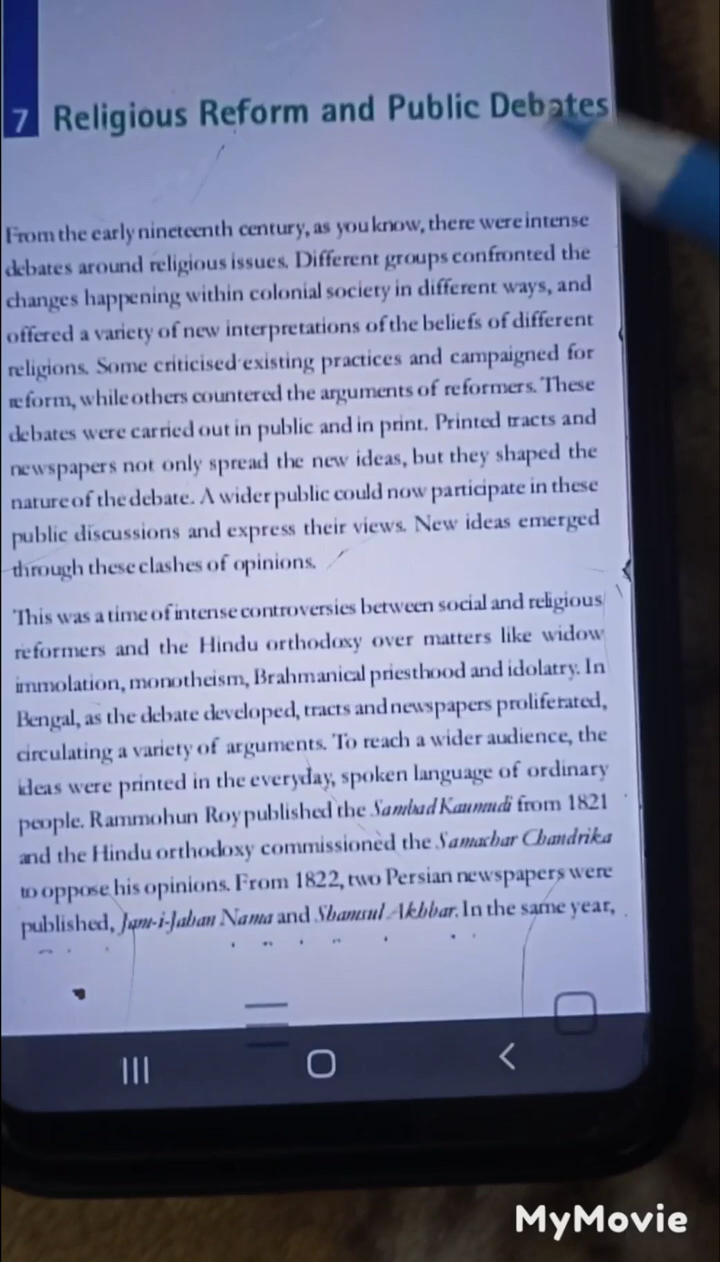 7 Religious Reform and Public Debates
From the early nineteenth century, as you know, there were intense
debates around religious issues. Different groups confronted the
changes happening within colonial society in different ways, and
offered a variety of new interpretations of the beliefs of different
religions. Some criticised existing practices and campaigned for
reform, while others countered the arguments of reformers. These
debates were carried out in public and in print. Printed tracts and
newspapers not only spread the new ideas, but they shaped the
nature of the debate. A wider public could now participate in these
public discussions and express their views. New ideas emerged
through these clashes of opinions.
This was a time of intense controversies between social and religious
reformers and the Hindu orthodoxy over matters like widow
immolation, monotheism, Brahmanical priesthood and idolatry. In
Bengal, as the debate developed, tracts and newspapers proliferated,
circulating a variety of arguments. To reach a wider audience, the
ideas were printed in the everyday, spoken language of ordinary
people. Rammohun Roy published the Sambad Kaumudi from 1821
and the Hindu orthodoxy commissioned the Samachar Chandrika
to oppose his opinions. From 1822, two Persian newspapers were
published, Jam-i-Jahan Nama and Shamsul Akhbar. In the same year,
MyMovie